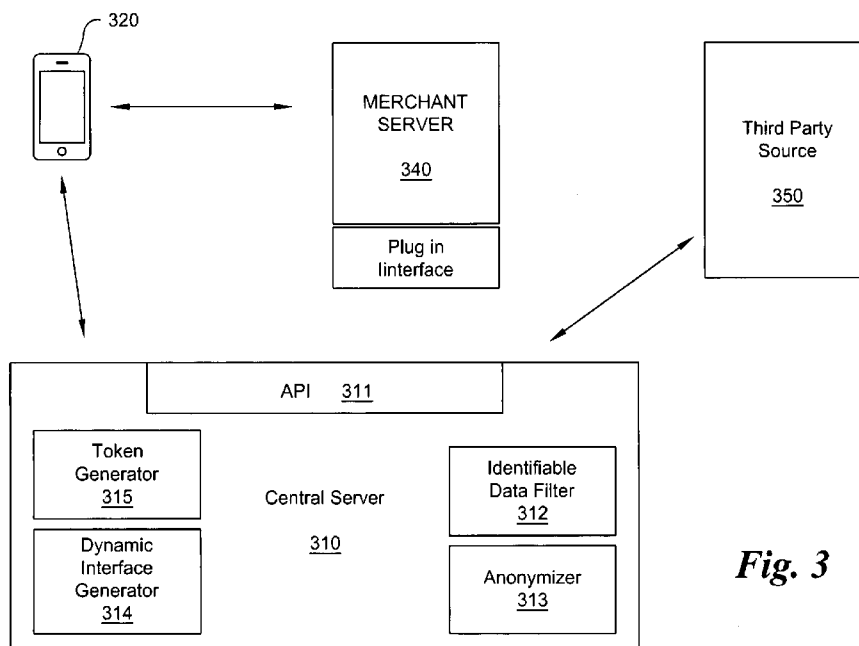 320
MERCHANT
SERVER
340
Plug in
Iinterface
Third Party
Source
350
API 311
Token
Generator
315
Dynamic
Interface
Generator
314
Central Server
310
Identifiable
Data Filter
312
Anonymizer
313
Fig. 3